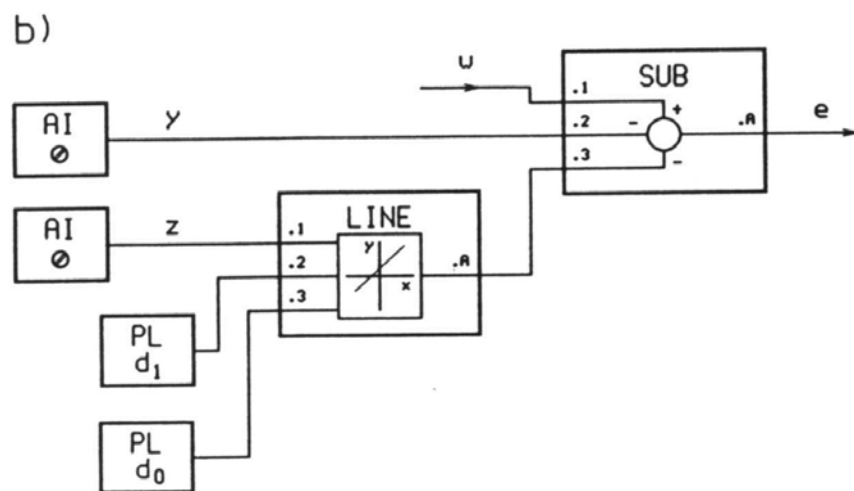 b)
w
SUB
.1
+
e
AI
⊘
y
.2
-
.A
.3
-
AI
⊘
z
LINE
.1
y
.2
x
.A
.3
PL
d₁
PL
d₀